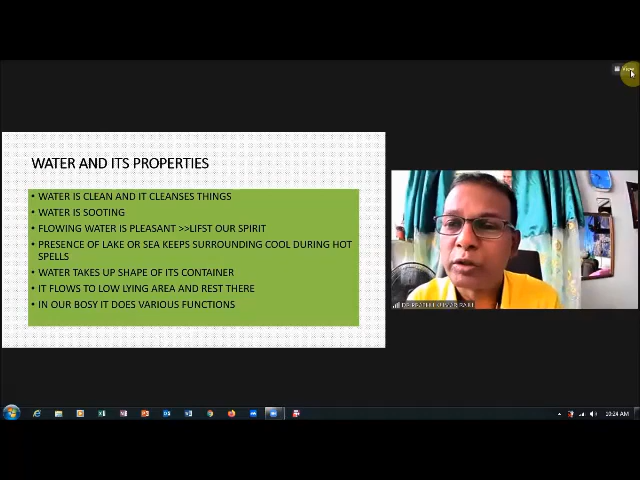 View
WATER AND ITS PROPERTIES
• WATER IS CLEAN AND IT CLEANSES THINGS
• WATER IS SOOTING
• FLOWING WATER IS PLEASANT >>LIFST OUR SPIRIT
• PRESENCE OF LAKE OR SEA KEEPS SURROUNDING COOL DURING HOT
SPELLS
• WATER TAKES UP SHAPE OF ITS CONTAINER
• IT FLOWS TO LOW LYING AREA AND REST THERE
• IN OUR BOSY IT DOES VARIOUS FUNCTIONS
KUMAR
10:24 AM